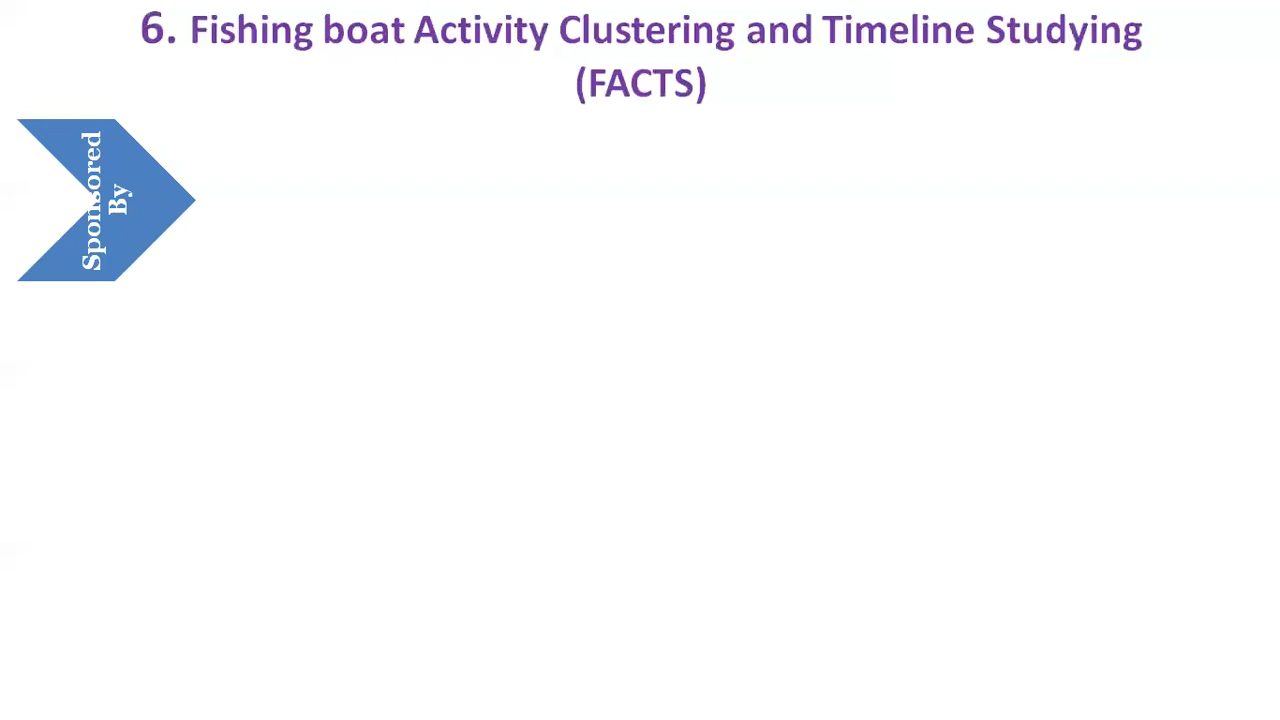 6. Fishing boat Activity Clustering and Timeline Studying
(FACTS)
Sponsored
By